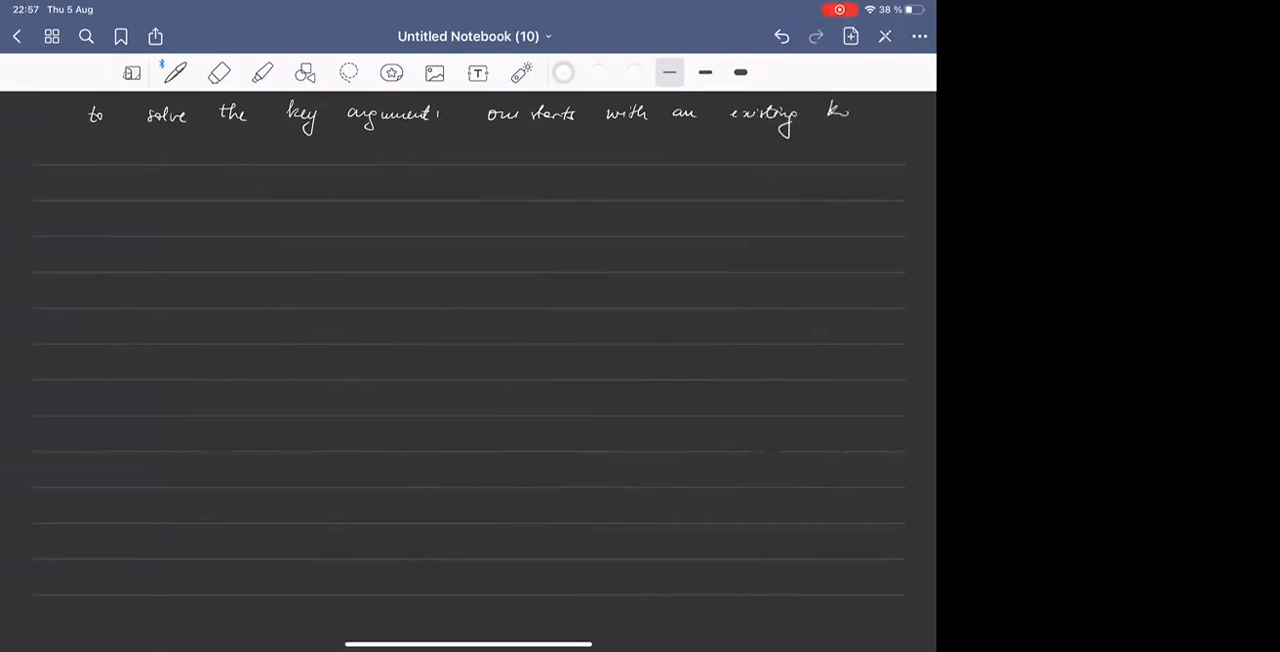 22:57 Thu 5 Aug 38 %
Untitled Notebook (10)
T
to solve the key argument: one starts with an existing